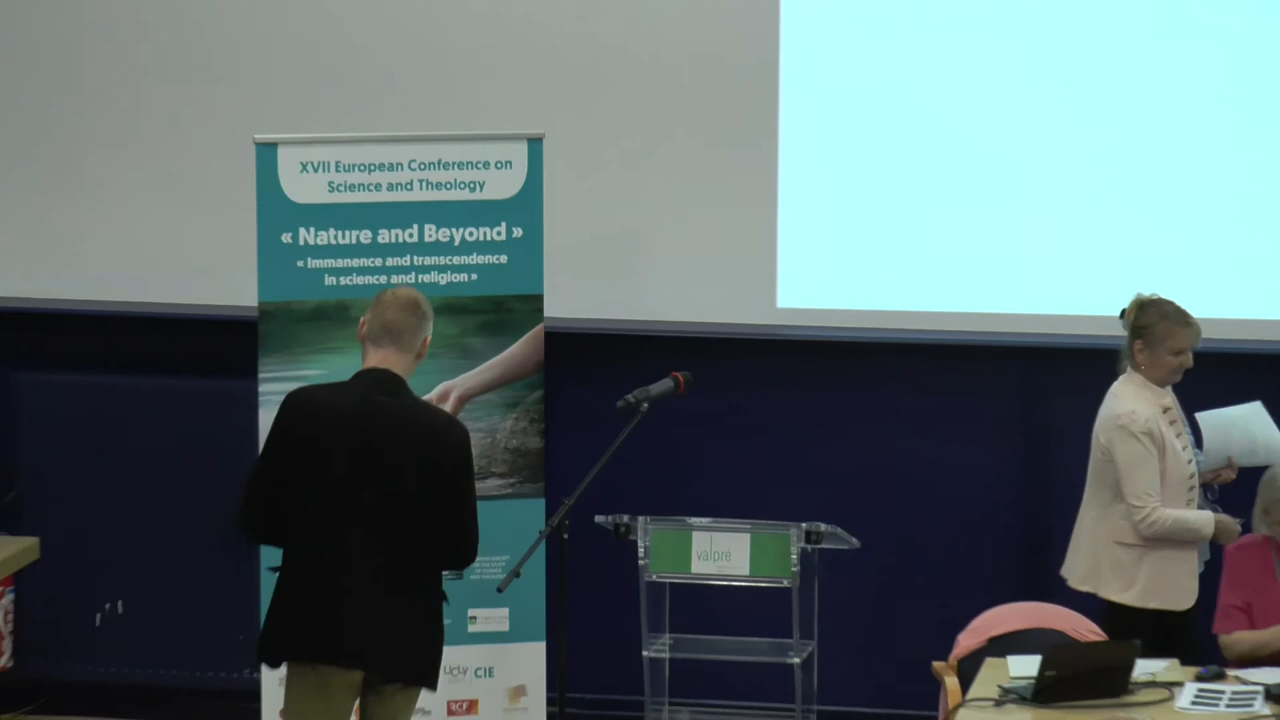 XVII European Conference on
Science and Theology
« Nature and Beyond »
« Immanence and transcendence
in science and religion »
valpré
UCLy CIE
RCF